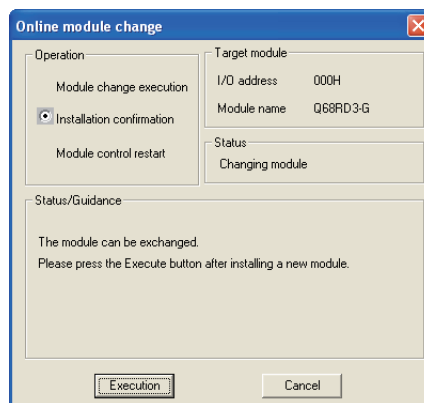 Online module change
Operation
Module change execution
Installation confirmation
Module control restart
Target module
I/O address 000H
Module name Q68RD3-G
Status
Changing module
Status/Guidance
The module can be exchanged.
Please press the Execute button after installing a new module.
Execution
Cancel